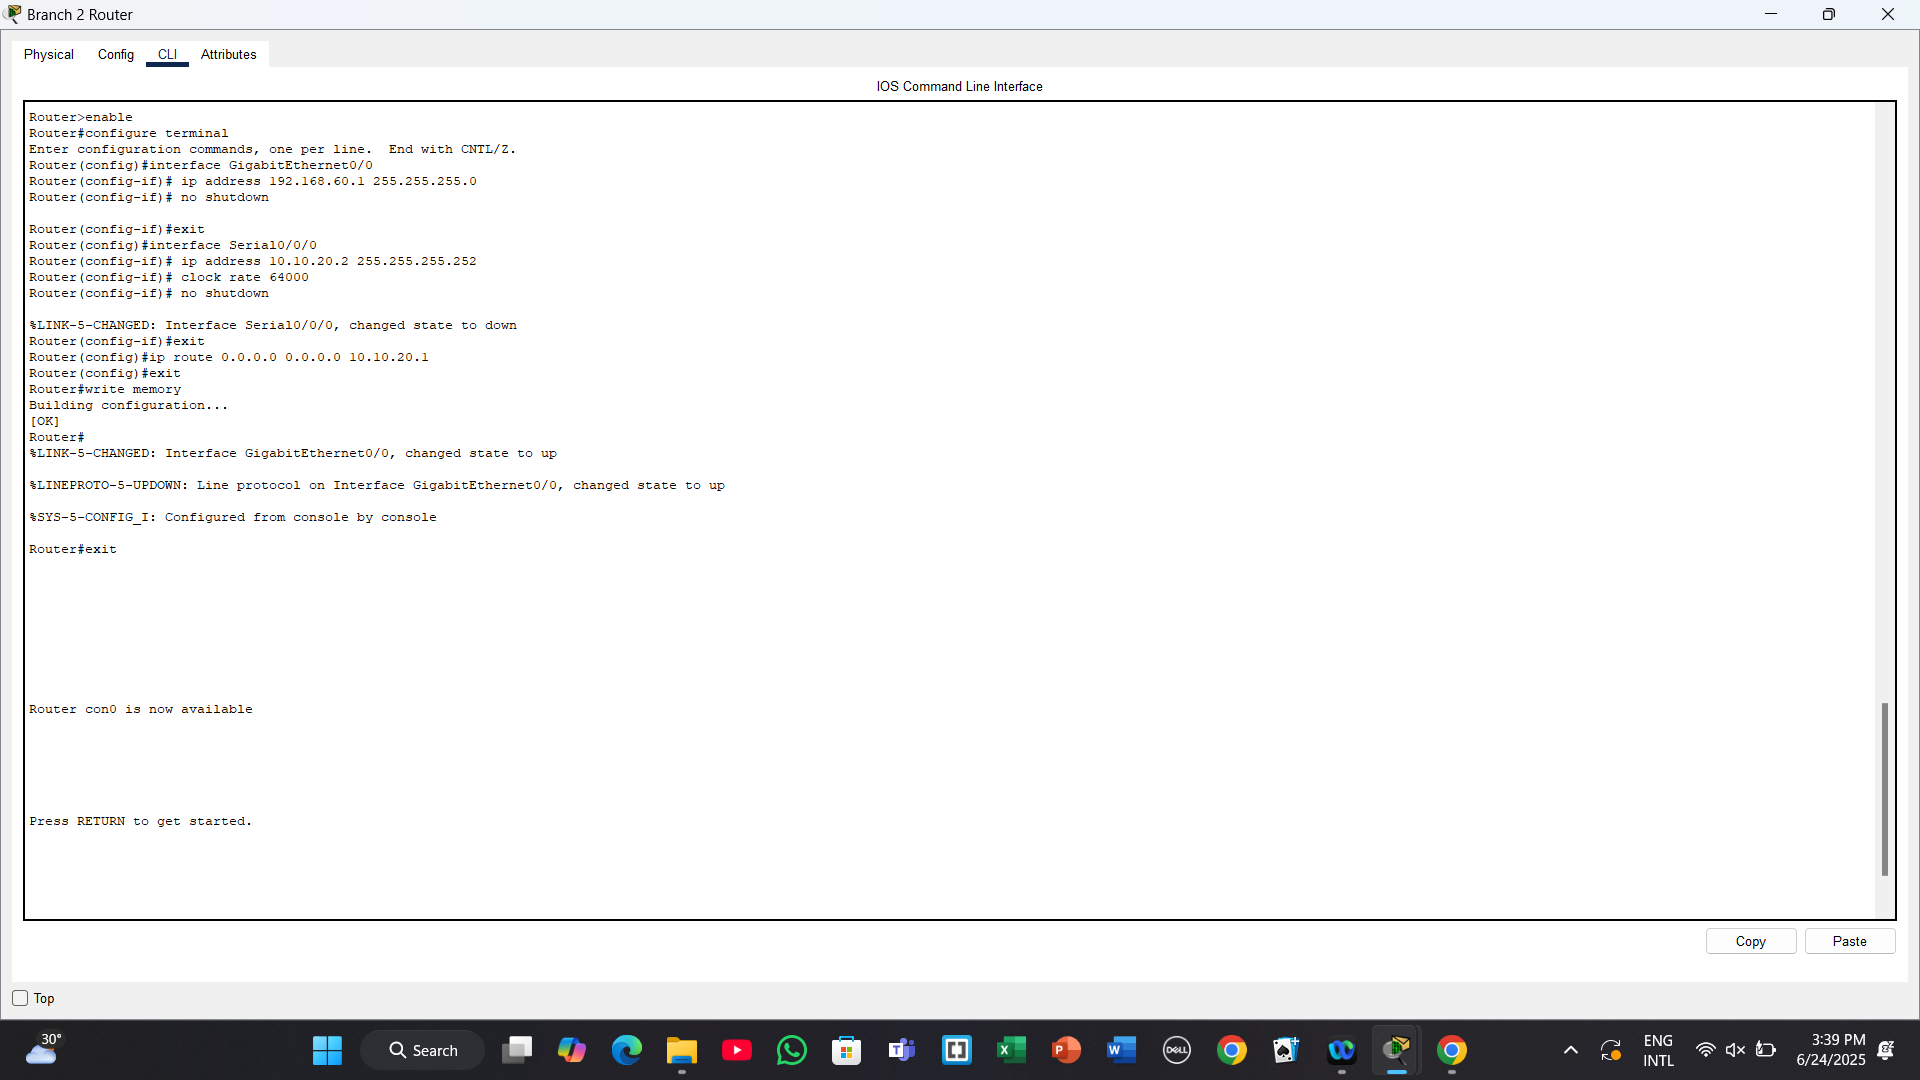 Branch 2 Router
Physical Config CLI Attributes
IOS Command Line Interface
Router>enable
Router#configure terminal
Enter configuration commands, one per line.  End with CNTL/Z.
Router(config)#interface GigabitEthernet0/0
Router(config-if)# ip address 192.168.60.1 255.255.255.0
Router(config-if)# no shutdown
Router(config-if)#exit
Router(config)#interface Serial0/0/0
Router(config-if)# ip address 10.10.20.2 255.255.255.252
Router(config-if)# clock rate 64000
Router(config-if)# no shutdown
%LINK-5-CHANGED: Interface Serial0/0/0, changed state to down
Router(config-if)#exit
Router(config)#ip route 0.0.0.0 0.0.0.0 10.10.20.1
Router(config)#exit
Router#write memory
Building configuration...
[OK]
Router#
%LINK-5-CHANGED: Interface GigabitEthernet0/0, changed state to up
%LINEPROTO-5-UPDOWN: Line protocol on Interface GigabitEthernet0/0, changed state to up
%SYS-5-CONFIG_I: Configured from console by console
Router#exit
Router con0 is now available
Press RETURN to get started.
Copy Paste
Top
30°
Search
DELL
ENG
INTL
3:39 PM
6/24/2025